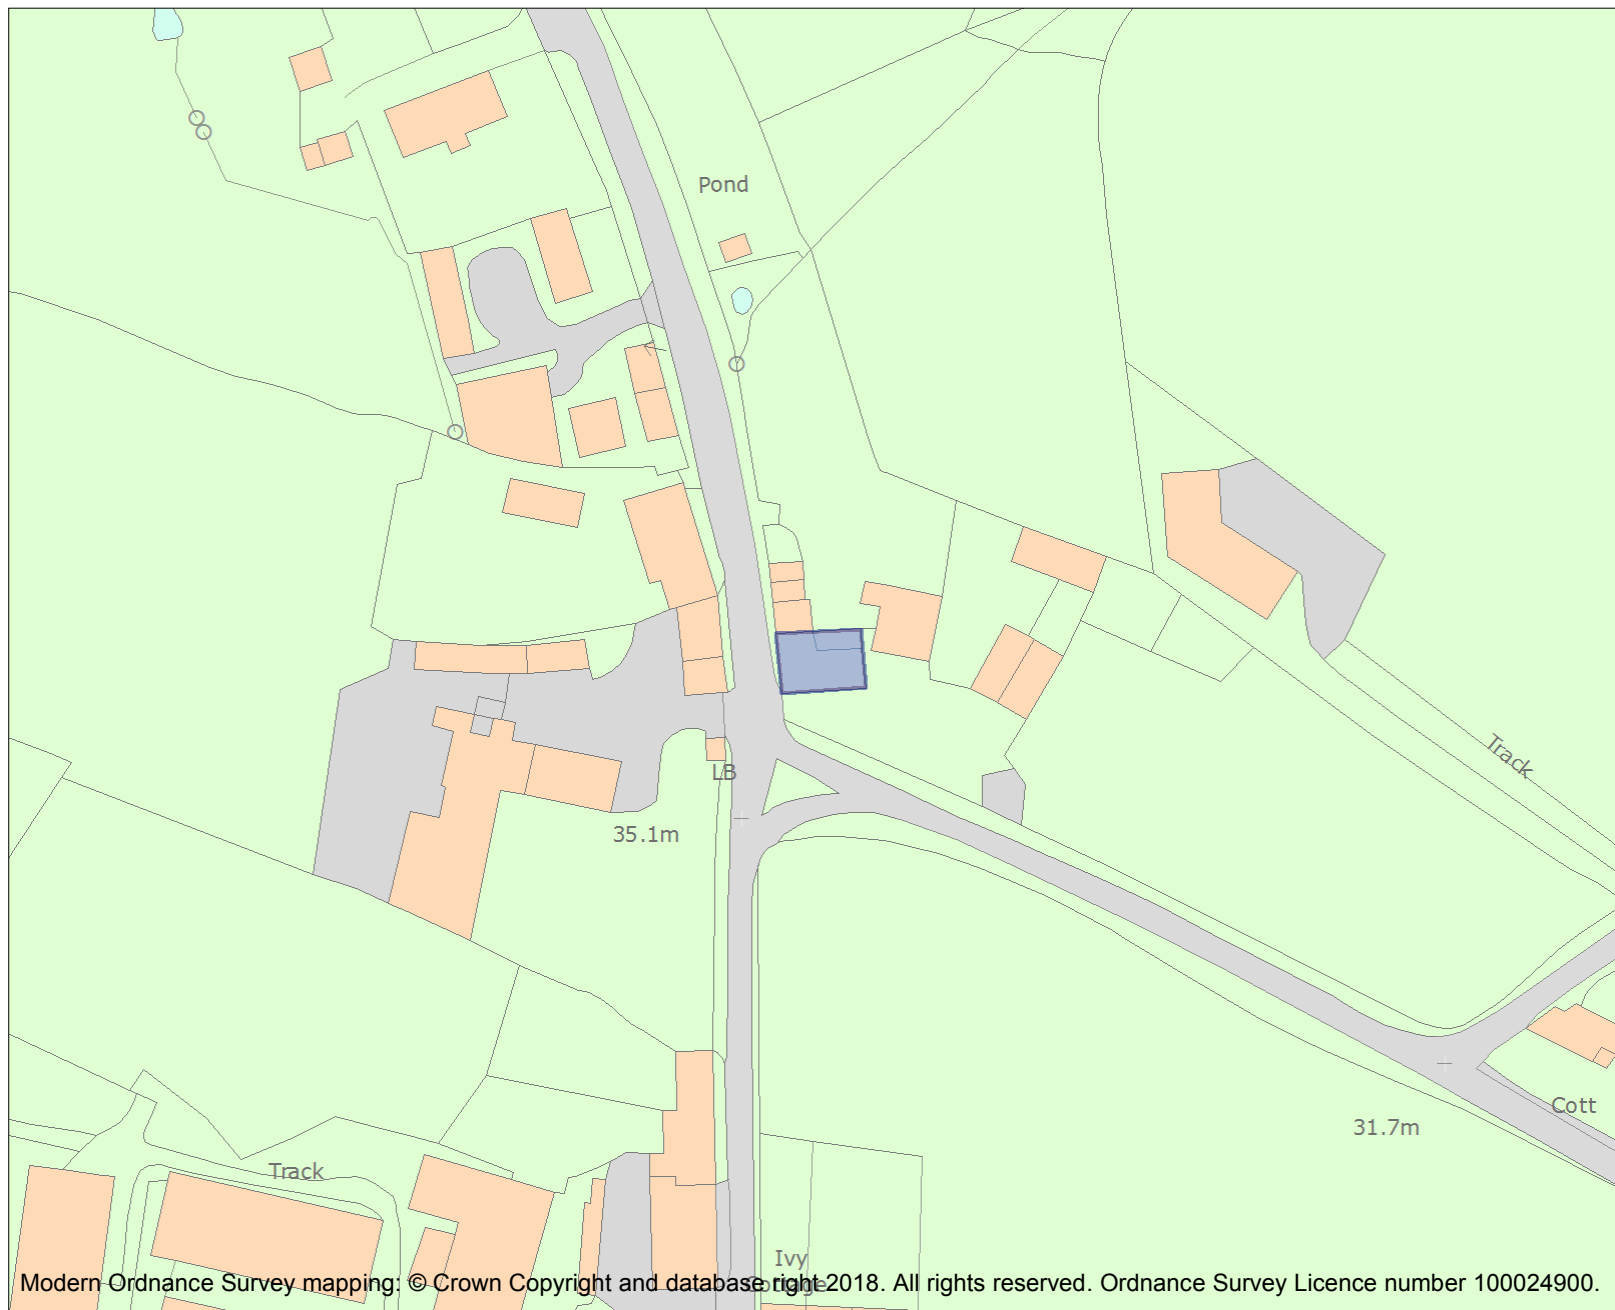 Pond
Track
LB
35.1m
Cott
31.7m
Track
Ivy
Cottage
Modern Ordnance Survey mapping: © Crown Copyright and database right 2018. All rights reserved. Ordnance Survey Licence number 100024900.